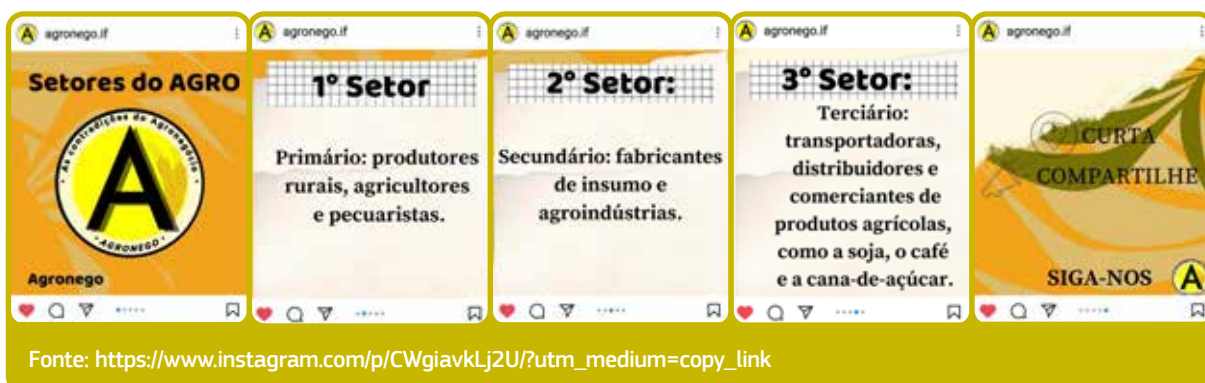 agronego.if
Setores do AGRO
As contradições do Agronegócio
A
· AGRONEGO ·
Agronego
agronego.if
1º Setor
Primário: produtores
rurais, agricultores
e pecuaristas.
agronego.if
2º Setor:
Secundário: fabricantes
de insumo e
agroindústrias.
agronego.if
3º Setor:
Terciário:
transportadoras,
distribuidores e
comerciantes de
produtos agrícolas,
como a soja, o café
e a cana-de-açúcar.
agronego.if
CURTA
COMPARTILHE
SIGA-NOS
A
Fonte: https://www.instagram.com/p/CWgiavkLj2U/?utm_medium=copy_link